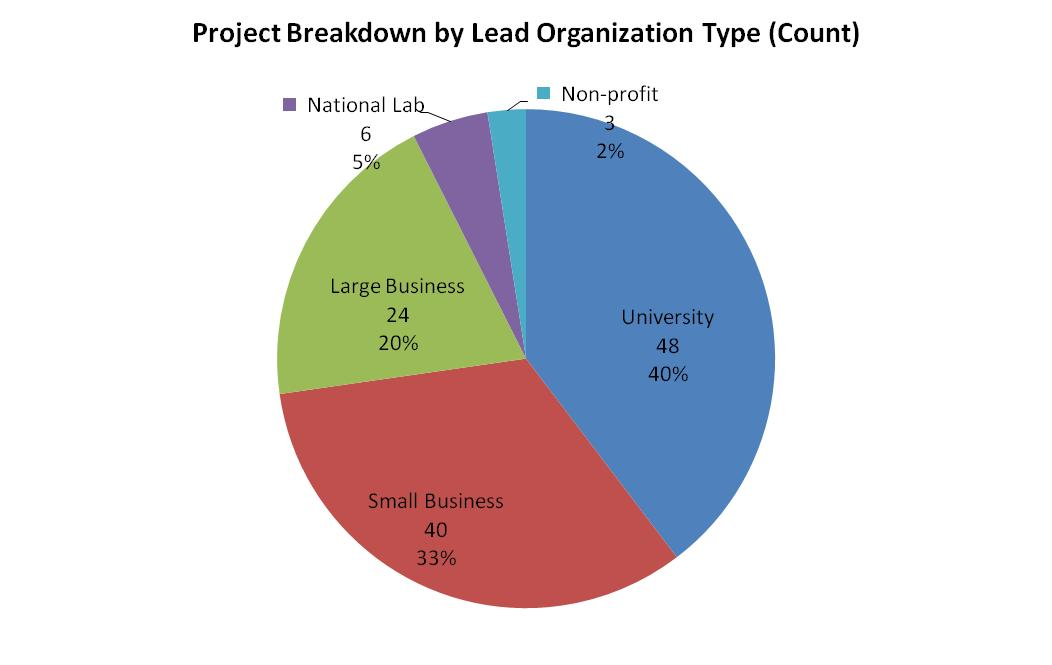 Project Breakdown by Lead Organization Type (Count)
National Lab
6
5%
Non-profit
3
2%
Large Business
24
20%
University
48
40%
Small Business
40
33%